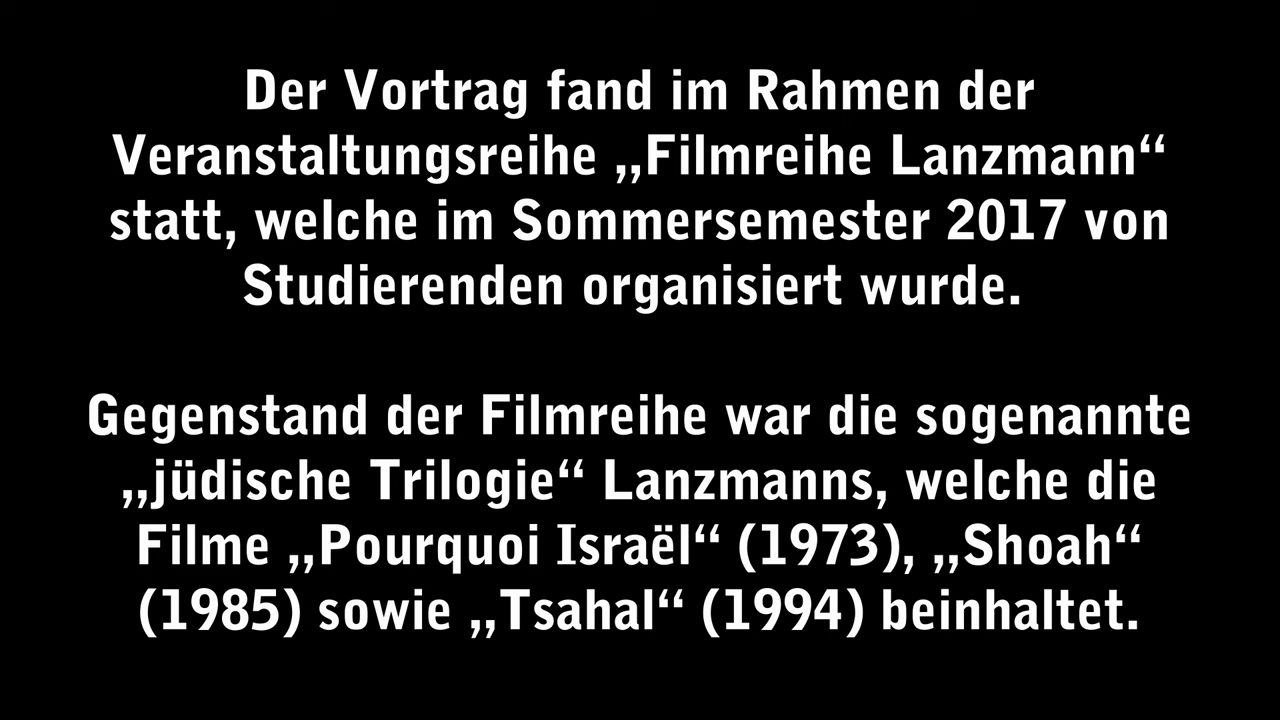 Der Vortrag fand im Rahmen der
Veranstaltungsreihe „Filmreihe Lanzmann“
statt, welche im Sommersemester 2017 von
Studierenden organisiert wurde.
Gegenstand der Filmreihe war die sogenannte
„jüdische Trilogie“ Lanzmanns, welche die
Filme „Pourquoi Israël“ (1973), „Shoah“
(1985) sowie „Tsahal“ (1994) beinhaltet.